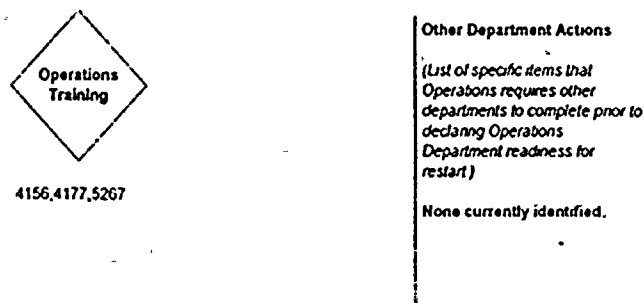 Operations
Training
4156,4177,5267
Other Department Actions
(List of specific items that
Operations requires other
departments to complete prior to
declaring Operations
Department readiness for
restart)
None currently identified.